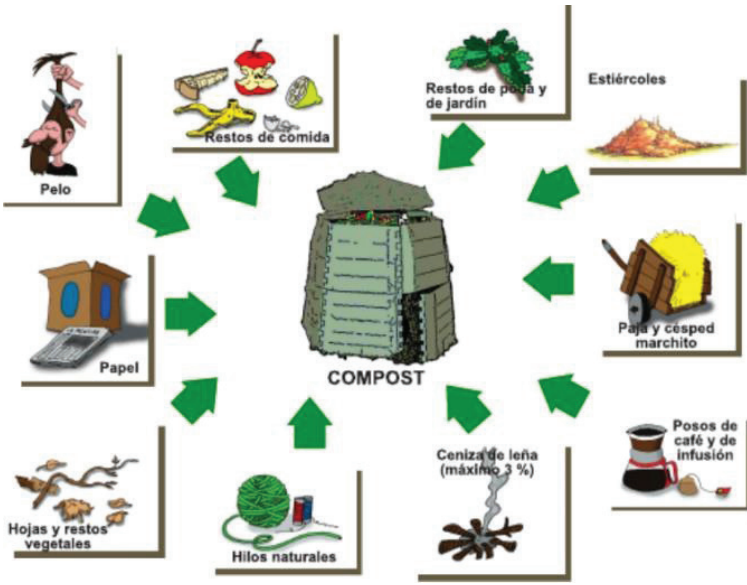 Pelo
Restos de comida
Restos de poda y
de jardín
Estiércoles
Papel
COMPOST
Paja y césped
marchito
Hojas y restos
vegetales
Hilos naturales
Ceniza de leña
(máximo 3 %)
Posos de
café y de
infusión